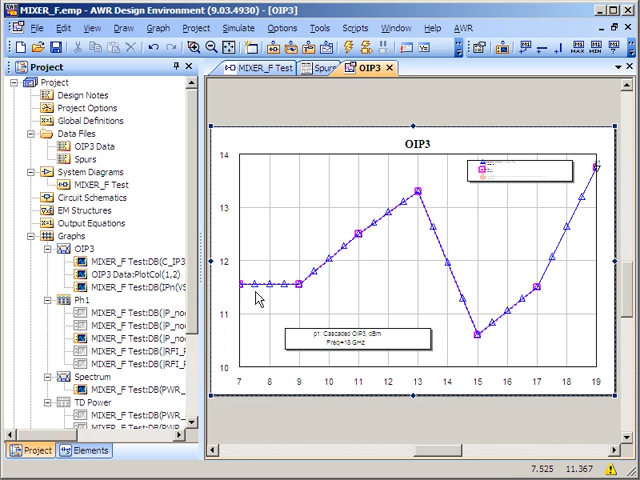 MIXER_F.emp - AWR Design Environment (9.03.4930) - [OIP3]
File Edit View Draw Graph Project Simulate Options Tools Scripts Window Help AWR
Project
MIXER_F Test
Spurs
OIP3
Project
Design Notes
Project Options
Global Definitions
Data Files
OIP3 Data
Spurs
System Diagrams
MIXER_F Test
Circuit Schematics
EM Structures
Output Equations
Graphs
OIP3
MIXER_F Test:DB(C_IP3
OIP3 Data:PlotCol(1,2)
MIXER_F Test:DB(IPn(VS
Ph1
MIXER_F Test:DB(|P_no
MIXER_F Test:DB(|P_no
MIXER_F Test:DB(|P_no
MIXER_F Test:DB(|RFI_F
MIXER_F Test:DB(|RFI_F
Spectrum
MIXER_F Test:DB(PWR_
TD Power
MIXER_F Test:DB(PWR_
MIXER_F Test:DB(PWR_
Project
Elements
OIP3
14
13
12
11
10
7 8 9 10 11 12 13 14 15 16 17 18 19
p1: Cascaded OIP3, dBm
Freq=18 GHz
7.525 11.367